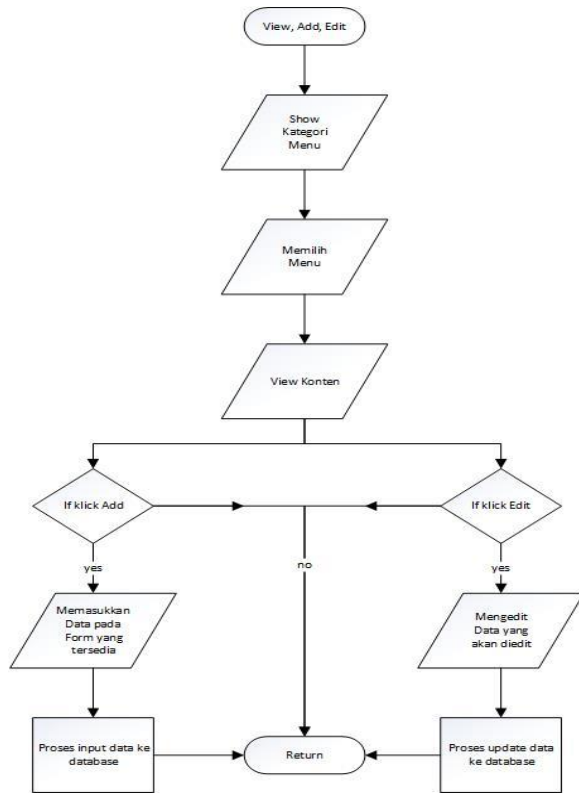 View, Add, Edit
Show
Kategori
Menu
Memilih
Menu
View Konten
If klick Add
If klick Edit
yes
no
yes
Memasukkan
Data pada
Form yang
tersedia
Mengedit
Data yang
akan diedit
Proses input data ke
database
Return
Proses update data
ke database